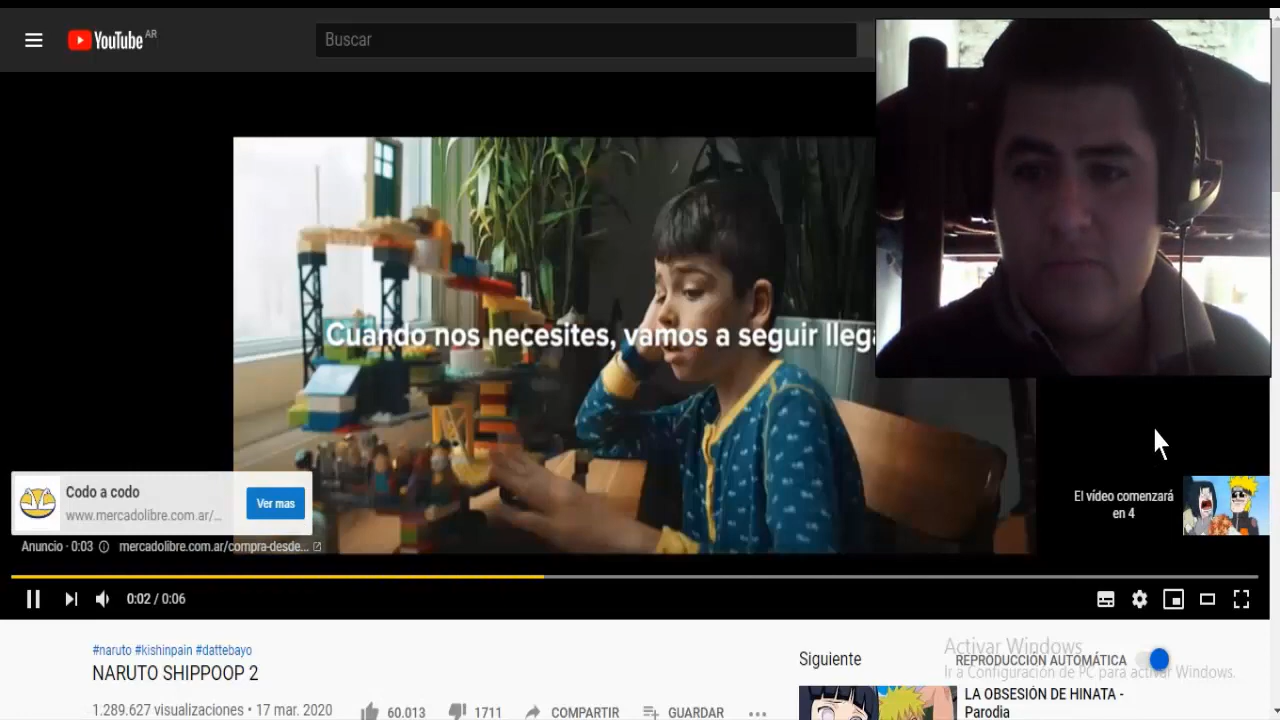 YouTube AR
Buscar
Cuando nos necesites, vamos a seguir
Codo a codo
www.mercadolibre.com.ar/...
Ver mas
Anuncio · 0:03 mercadolibre.com.ar/compra-desde...
El vídeo comenzará
en 4
0:02 / 0:06
#naruto #kishinpain #dattebayo
NARUTO SHIPPOOP 2
1.289.627 visualizaciones • 17 mar. 2020
60.013
1711
COMPARTIR
GUARDAR
Siguiente
REPRODUCCIÓN AUTOMÁTICA
Activar Windows
Ir a Configuración de PC para activar Windows.
LA OBSESIÓN DE HINATA -
Parodia